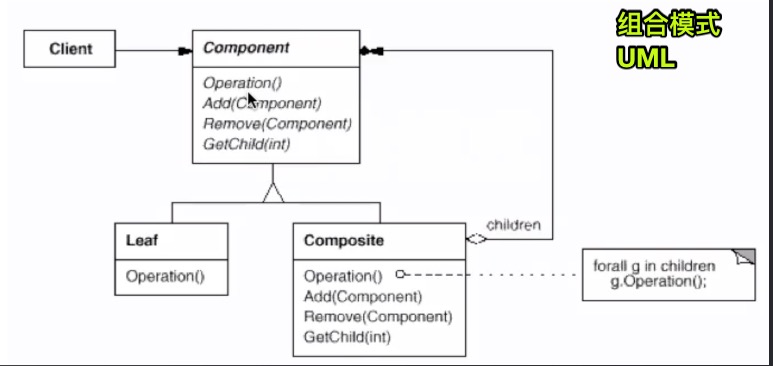 组合模式
UML
Client
Component
Operation()
Add(Component)
Remove(Component)
GetChild(int)
Leaf
Operation()
Composite
Operation()
Add(Component)
Remove(Component)
GetChild(int)
children
forall g in children
g.Operation();